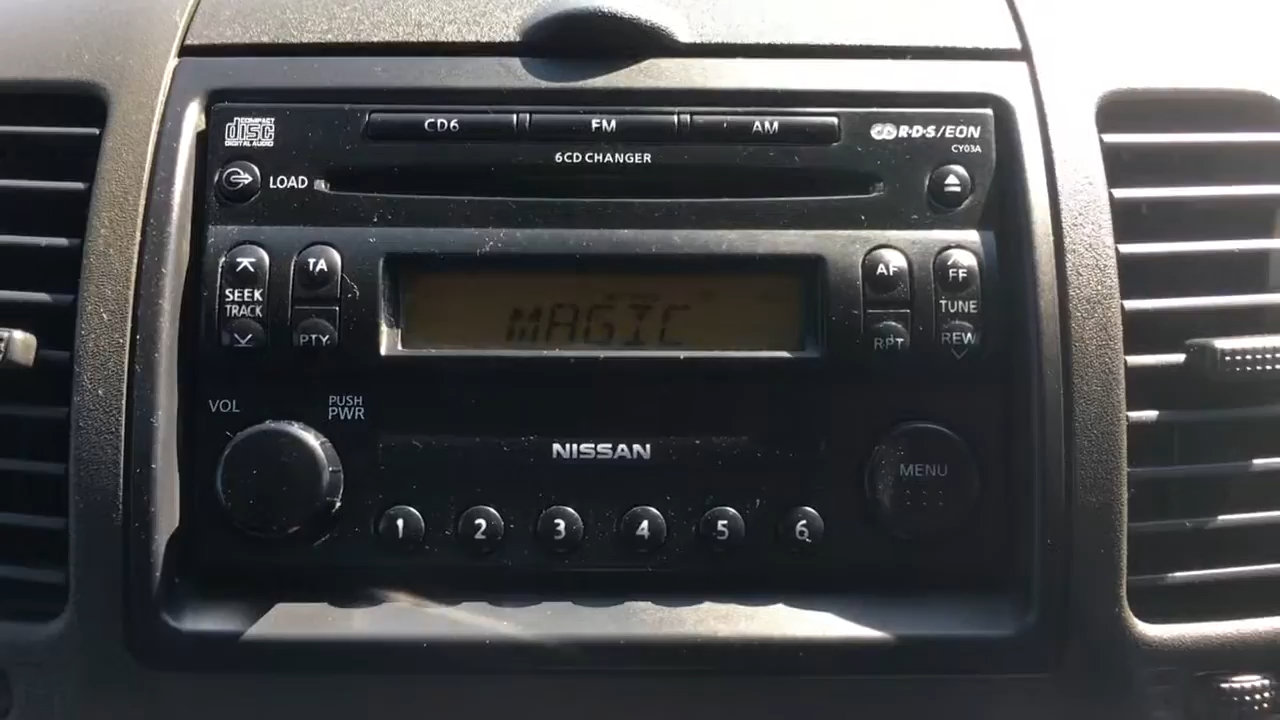 COMPACT
disc
DIGITAL AUDIO
CD6 FM AM
R·D·S/EON
CY03A
6CD CHANGER
LOAD
SEEK
TRACK
TA
PTY
MAGIC
AF
RPT
FF
TUNE
REW
VOL
PUSH
PWR
NISSAN
MENU
1 2 3 4 5 6